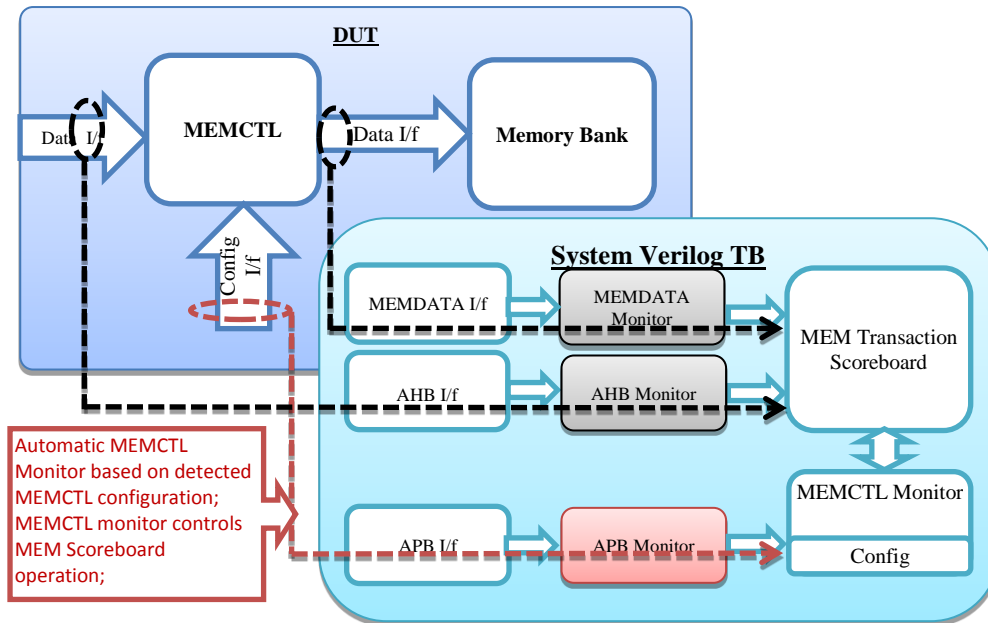 DUT
MEMCTL
Memory Bank
Data I/f
Data I/f
Config
I/f
System Verilog TB
MEMDATA I/f
MEMDATA
Monitor
MEM Transaction
Scoreboard
AHB I/f
AHB Monitor
Automatic MEMCTL
Monitor based on detected
MEMCTL configuration;
MEMCTL monitor controls
MEM Scoreboard
operation;
MEMCTL Monitor
APB I/f
APB Monitor
Config